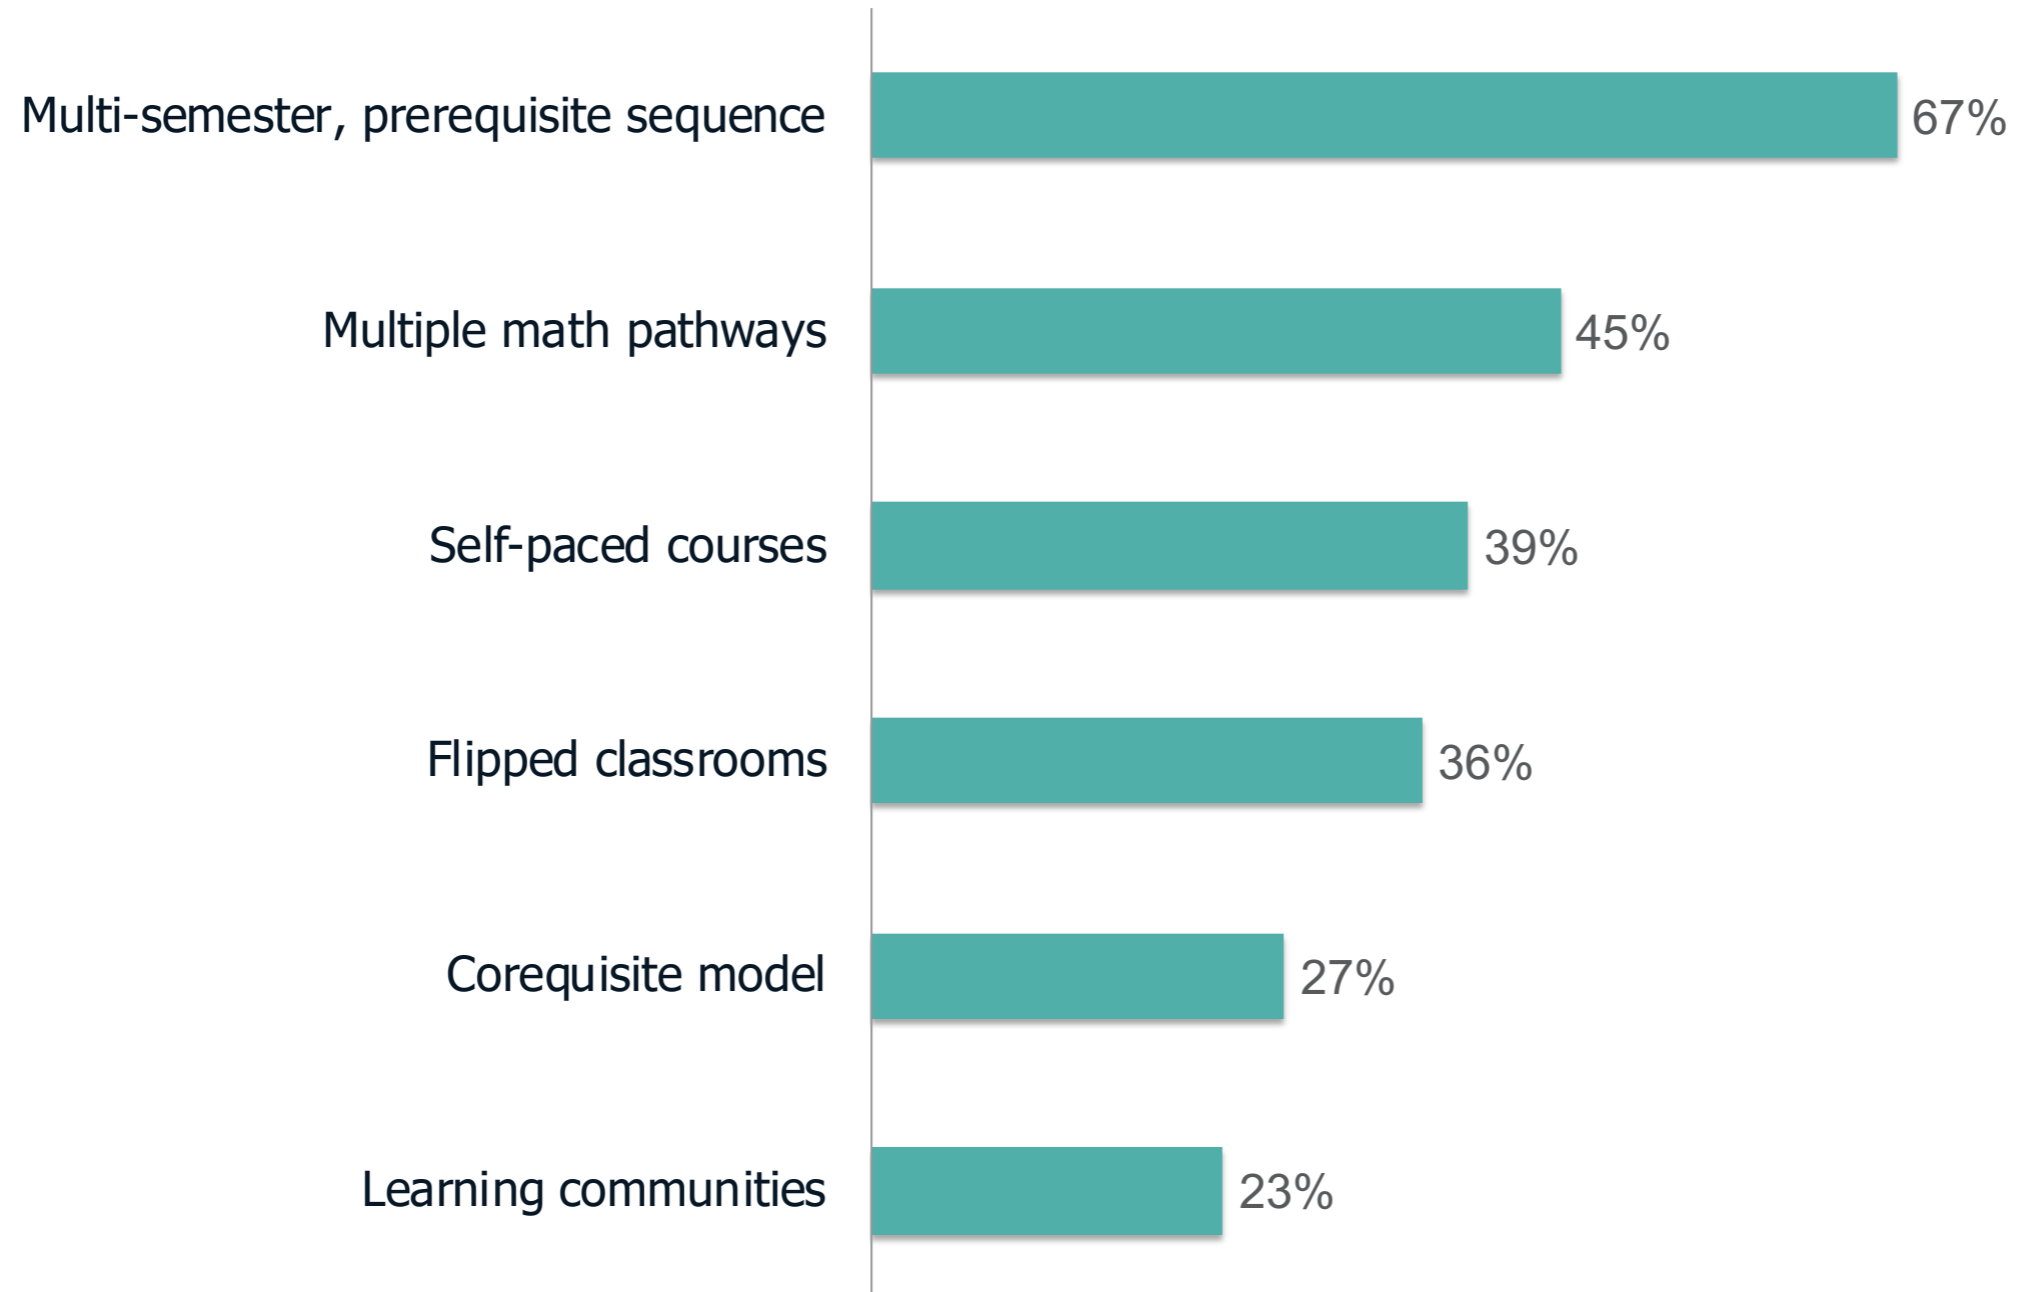 Multi-semester, prerequisite sequence 67%
Multiple math pathways 45%
Self-paced courses 39%
Flipped classrooms 36%
Corequisite model 27%
Learning communities 23%